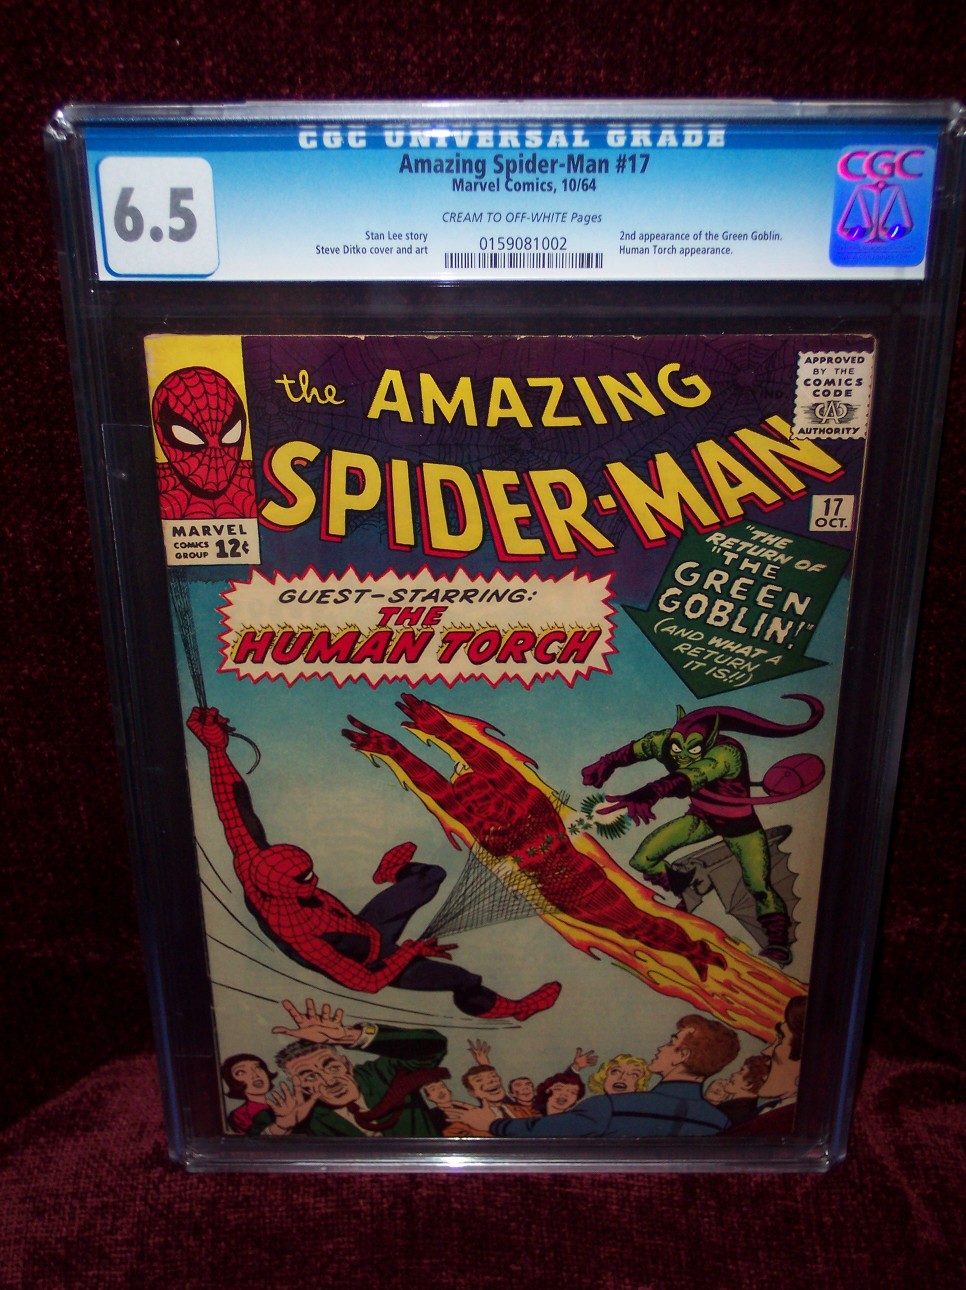 CGC UNIVERSAL GRADE
Amazing Spider-Man #17
Marvel Comics, 10/64
6.5
CGC
CREAM TO OFF-WHITE Pages
Stan Lee story
Steve Ditko cover and art
0159081002
2nd appearance of the Green Goblin.
Human Torch appearance.
the AMAZING
SPIDER-MAN
APPROVED
BY THE
COMICS
CODE
CA
AUTHORITY
17
OCT.
MARVEL
COMICS
GROUP 12¢
"THE
RETURN OF
"THE
GREEN
GOBLIN!"
(AND WHAT A
RETURN
IT IS!!)
GUEST-STARRING:
THE
HUMAN TORCH